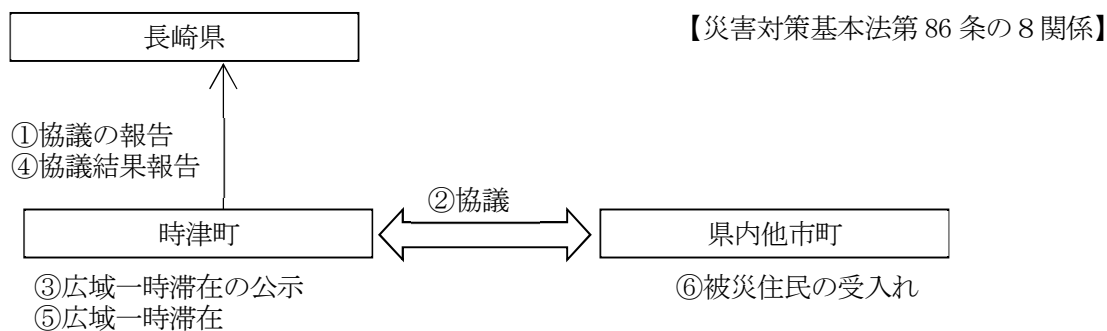 長崎県
【災害対策基本法第 86 条の８関係】
①協議の報告
④協議結果報告
②協議
時津町
県内他市町
③広域一時滞在の公示
⑤広域一時滞在
⑥被災住民の受入れ